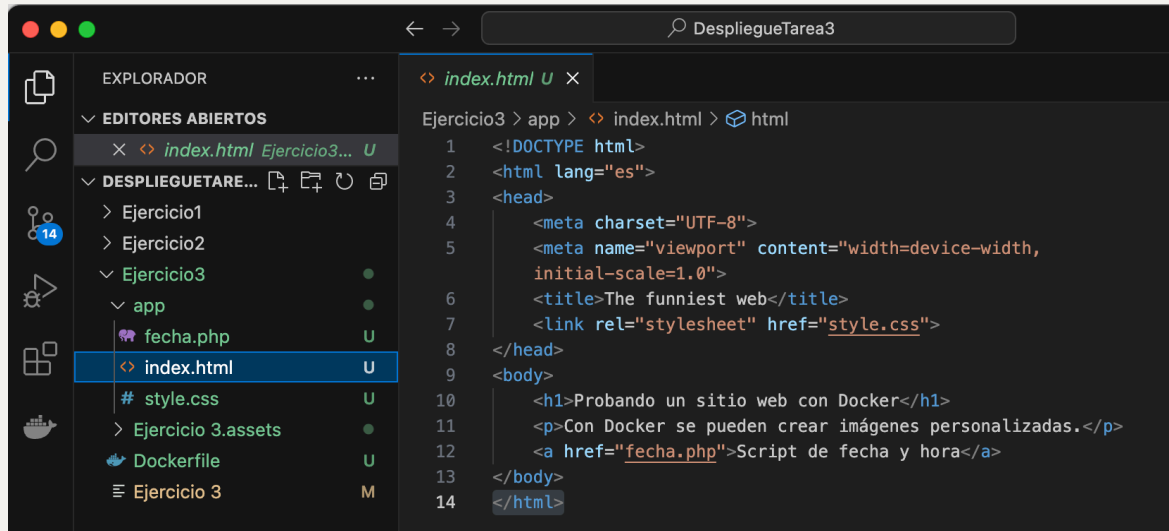 DespliegueTarea3
EXPLORADOR
EDITORES ABIERTOS
index.html Ejercicio3... U
DESPLIEGUETARE...
Ejercicio1
Ejercicio2
Ejercicio3
app
fecha.php U
index.html U
style.css U
Ejercicio 3.assets
Dockerfile U
Ejercicio 3 M
14
index.html U
Ejercicio3 > app > index.html > html
1 <!DOCTYPE html>
2 <html lang="es">
3 <head>
4 <meta charset="UTF-8">
5 <meta name="viewport" content="width=device-width,
initial-scale=1.0">
6 <title>The funniest web</title>
7 <link rel="stylesheet" href="style.css">
8 </head>
9 <body>
10 <h1>Probando un sitio web con Docker</h1>
11 <p>Con Docker se pueden crear imágenes personalizadas.</p>
12 <a href="fecha.php">Script de fecha y hora</a>
13 </body>
14 </html>